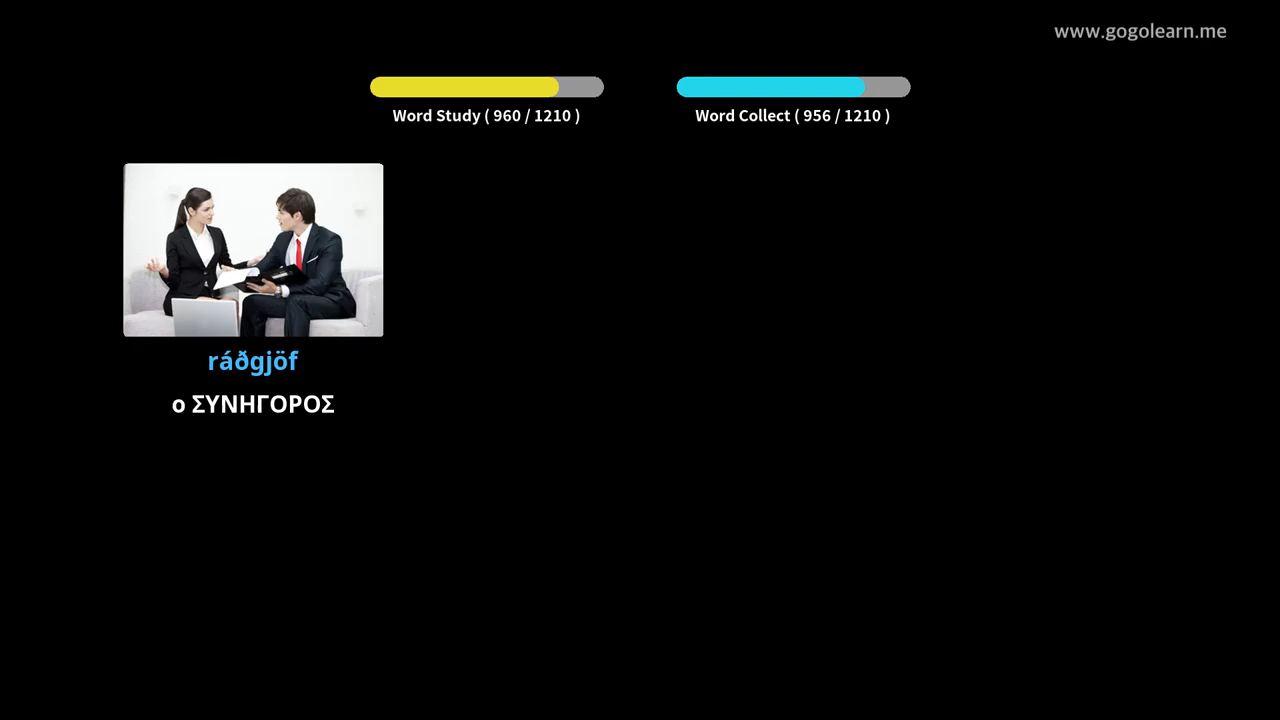 www.gogolearn.me
Word Study ( 960 / 1210 )
Word Collect ( 956 / 1210 )
ráðgjöf
ο ΣΥΝΗΓΟΡΟΣ